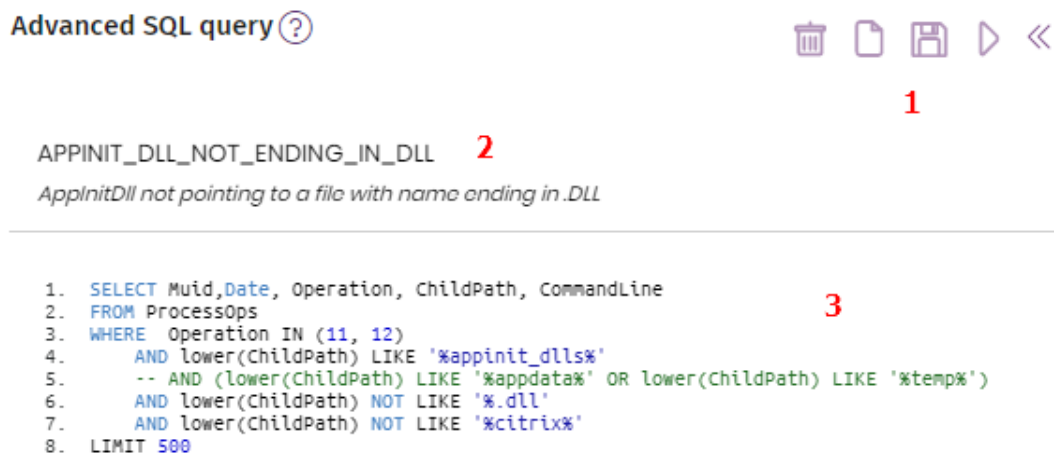 Advanced SQL query ?
1
APPINIT_DLL_NOT_ENDING_IN_DLL 2
AppInitDll not pointing to a file with name ending in .DLL
3
1. SELECT Muid,Date, Operation, ChildPath, CommandLine
2. FROM ProcessOps
3. WHERE  Operation IN (11, 12)
4.     AND lower(ChildPath) LIKE '%appinit_dlls%'
5.     -- AND (lower(ChildPath) LIKE '%appdata%' OR lower(ChildPath) LIKE '%temp%')
6.     AND lower(ChildPath) NOT LIKE '%.dll'
7.     AND lower(ChildPath) NOT LIKE '%citrix%'
8. LIMIT 500